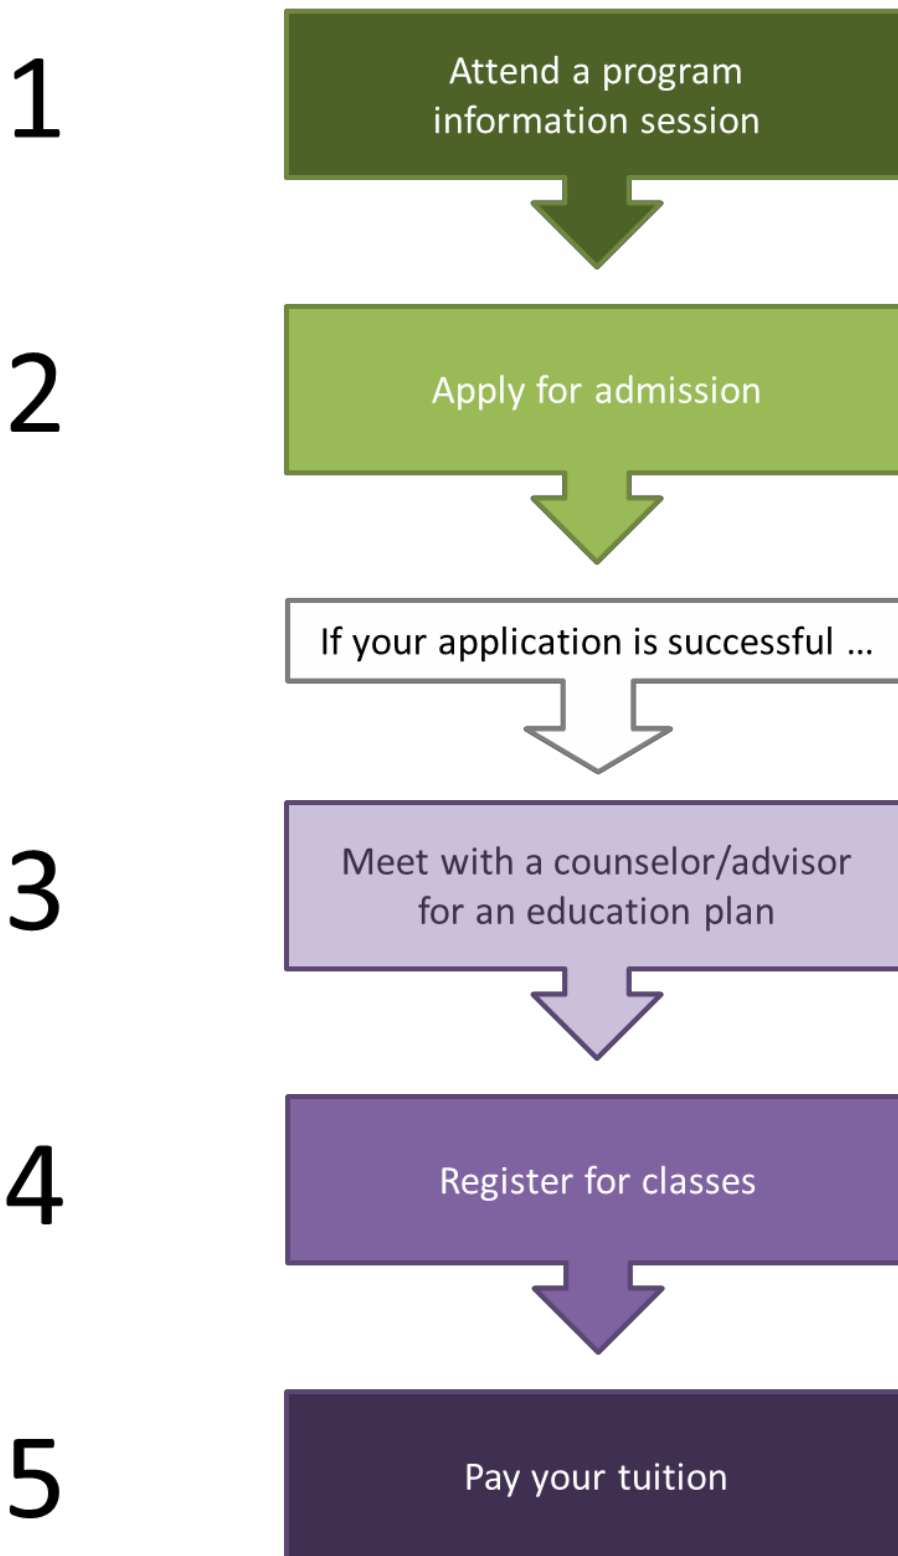 1
Attend a program
information session
2
Apply for admission
If your application is successful ...
3
Meet with a counselor/advisor
for an education plan
4
Register for classes
5
Pay your tuition